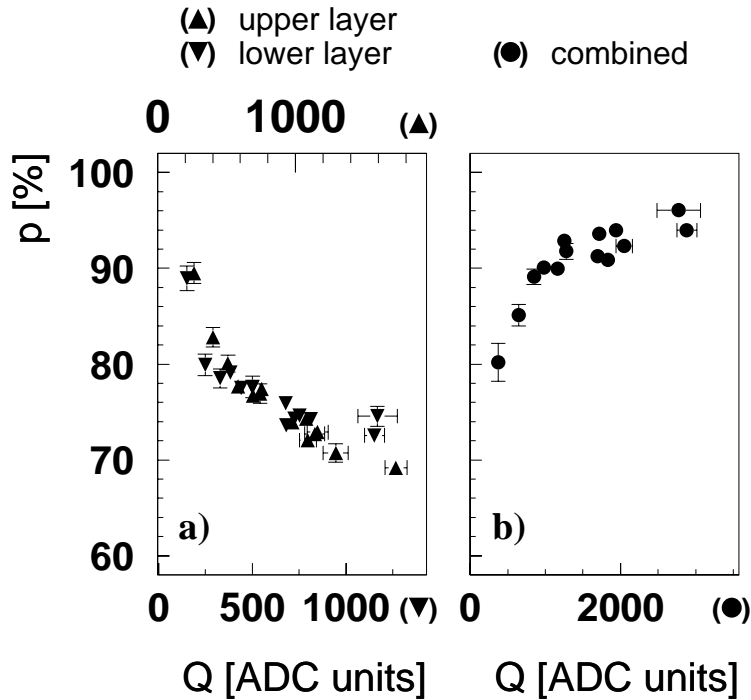 (▲) upper layer
(▼) lower layer
(●) combined
0 1000 (▲)
p [%]
100
90
80
70
60
a)
b)
0 500 1000 (▼)
0 2000 (●)
Q [ADC units]
Q [ADC units]